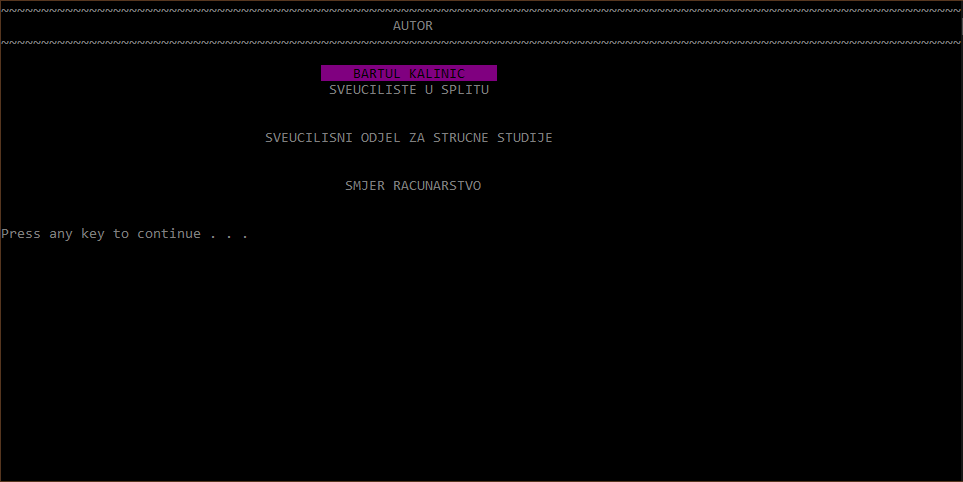 ~~~~~~~~~~~~~~~~~~~~~~~~~~~~~~~~~~~~~~~~~~~~~~~~~~~~~~~~~~~~~~~~~~~~~~~~~~~~~~~~~~~~~~~~~~~~~~~~~~~~~~~~~~~~~~~~~~~~~~~~
AUTOR
~~~~~~~~~~~~~~~~~~~~~~~~~~~~~~~~~~~~~~~~~~~~~~~~~~~~~~~~~~~~~~~~~~~~~~~~~~~~~~~~~~~~~~~~~~~~~~~~~~~~~~~~~~~~~~~~~~~~~~~~
BARTUL KALINIC
SVEUCILISTE U SPLITU
SVEUCILISNI ODJEL ZA STRUCNE STUDIJE
SMJER RACUNARSTVO
Press any key to continue . . .